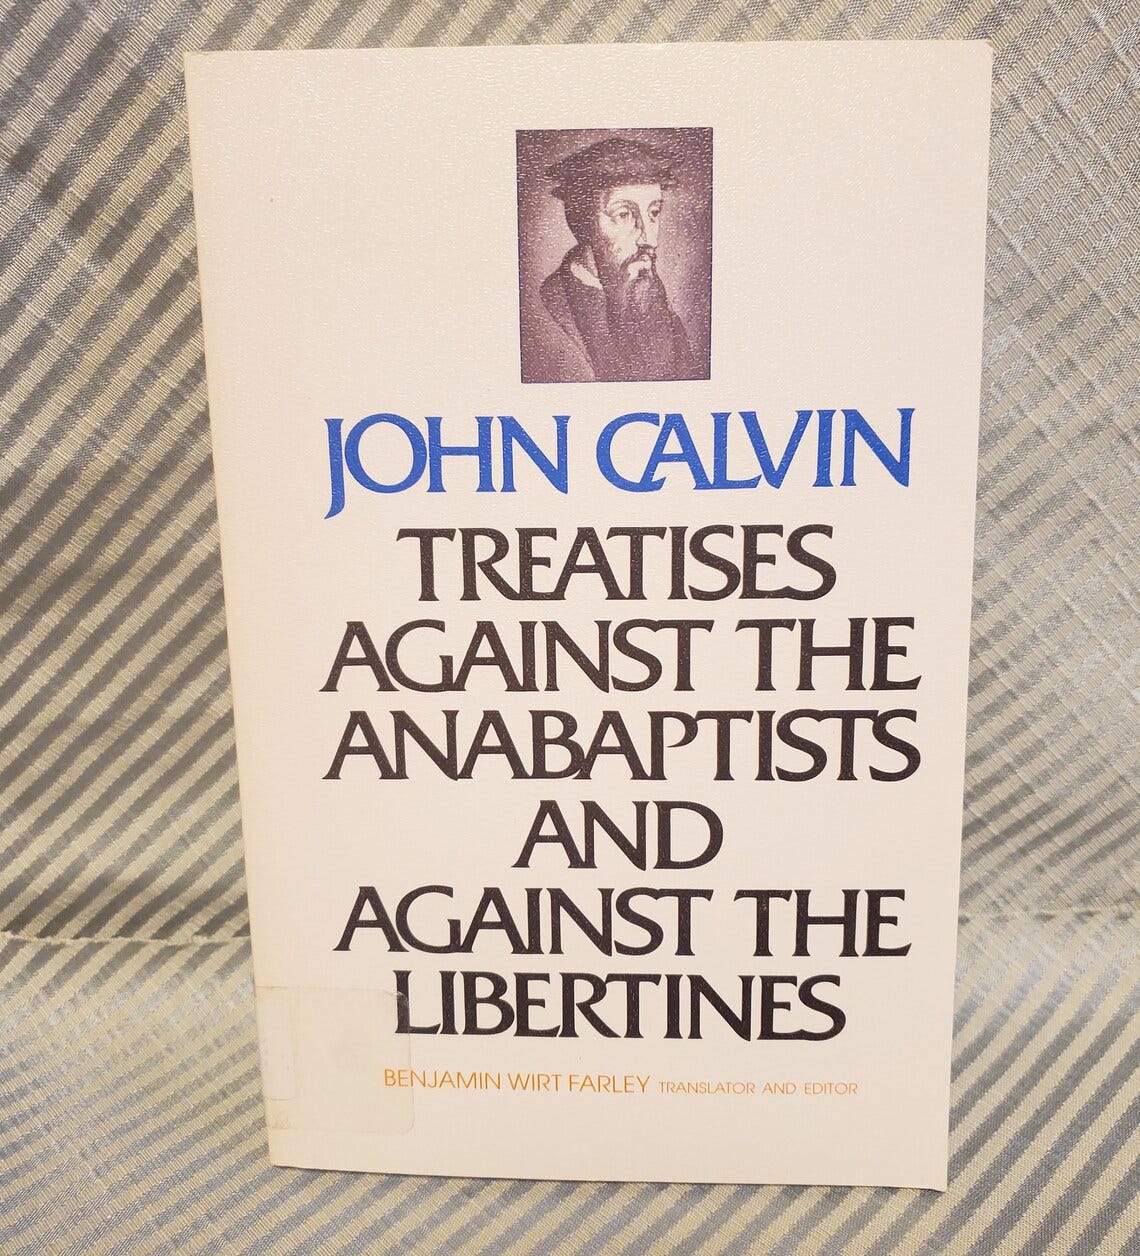 JOHN CALVIN
TREATISES
AGAINST THE
ANABAPTISTS
AND
AGAINST THE
LIBERTINES
BENJAMIN WIRT FARLEY TRANSLATOR AND EDITOR